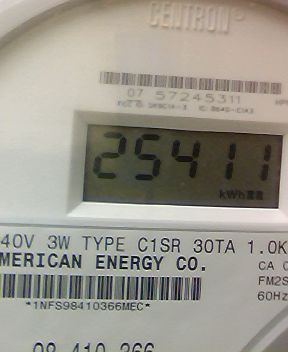 CENTRON®
07 57245311
25411
kWh
40V 3W TYPE C1SR 30TA 1.0K
MERICAN ENERGY CO.
CA
FM2S
60Hz
*1NFS98410366MEC*
98 410 366